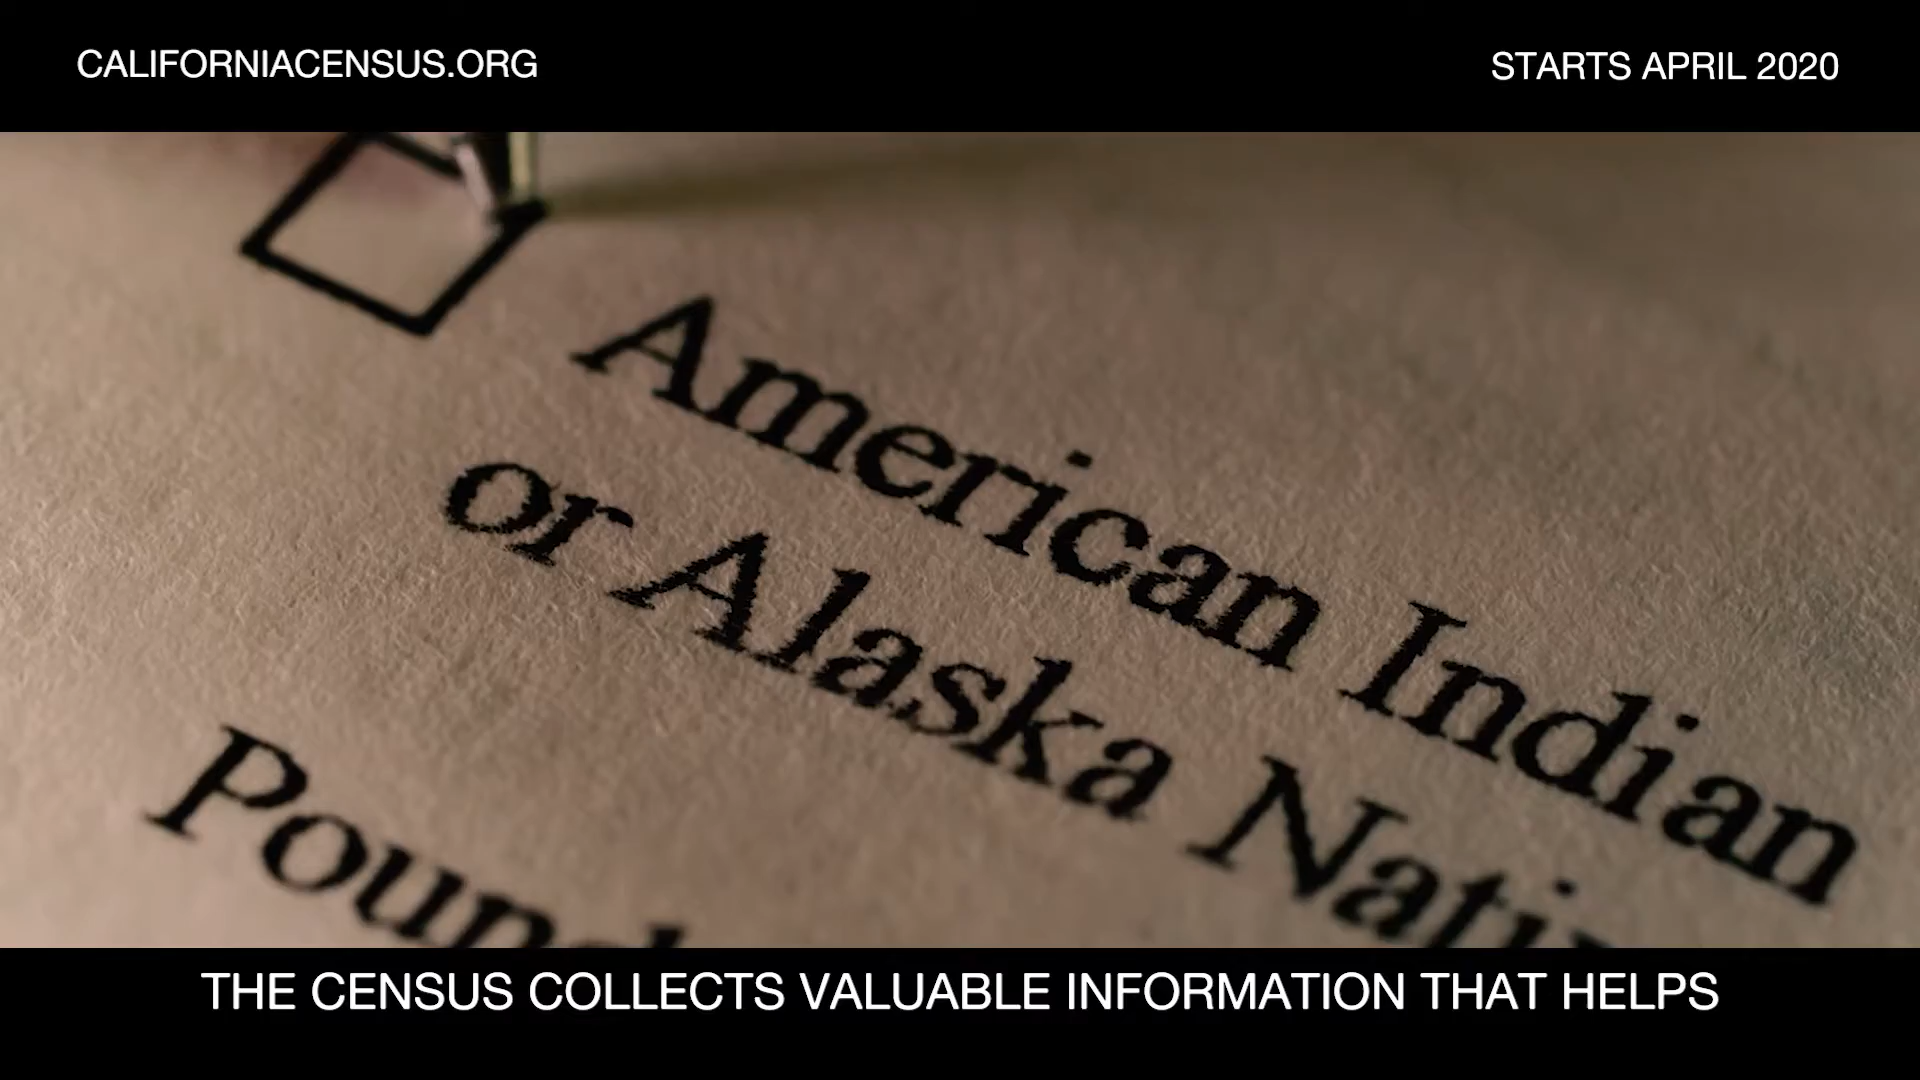 CALIFORNIACENSUS.ORG
STARTS APRIL 2020
American Indian
or Alaska
THE CENSUS COLLECTS VALUABLE INFORMATION THAT HELPS